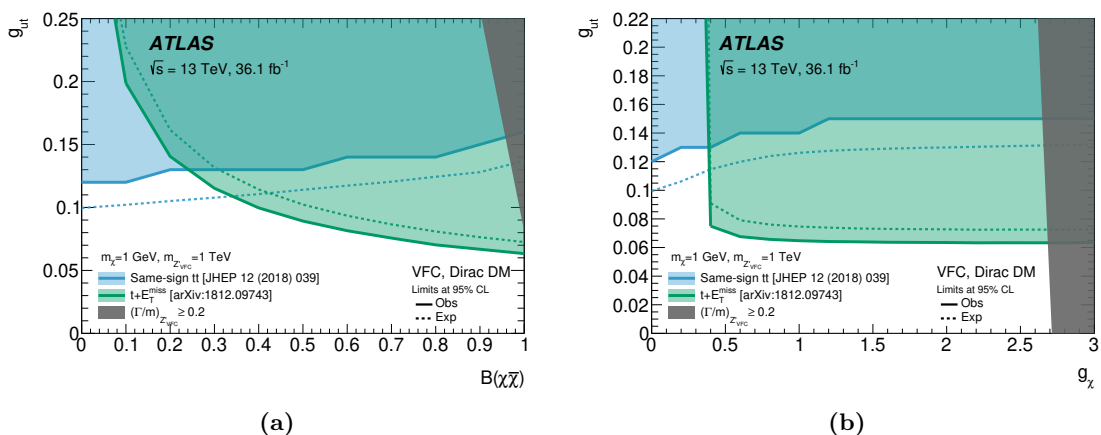 g_ut
0.25
0.2
0.15
0.1
0.05
0
ATLAS
√s = 13 TeV, 36.1 fb⁻¹
m_χ=1 GeV, m_Z'VFC=1 TeV
Same-sign tt [JHEP 12 (2018) 039]
t+E_T^miss [arXiv:1812.09743]
(Γ/m)_Z'VFC ≥ 0.2
VFC, Dirac DM
Limits at 95% CL
Obs
Exp
0 0.1 0.2 0.3 0.4 0.5 0.6 0.7 0.8 0.9 1
B(χχ̅)
(a)
g_ut
0.22
0.2
0.18
0.16
0.14
0.12
0.1
0.08
0.06
0.04
0.02
0
ATLAS
√s = 13 TeV, 36.1 fb⁻¹
m_χ=1 GeV, m_Z'VFC=1 TeV
Same-sign tt [JHEP 12 (2018) 039]
t+E_T^miss [arXiv:1812.09743]
(Γ/m)_Z'VFC ≥ 0.2
VFC, Dirac DM
Limits at 95% CL
Obs
Exp
0 0.5 1 1.5 2 2.5 3
g_χ
(b)